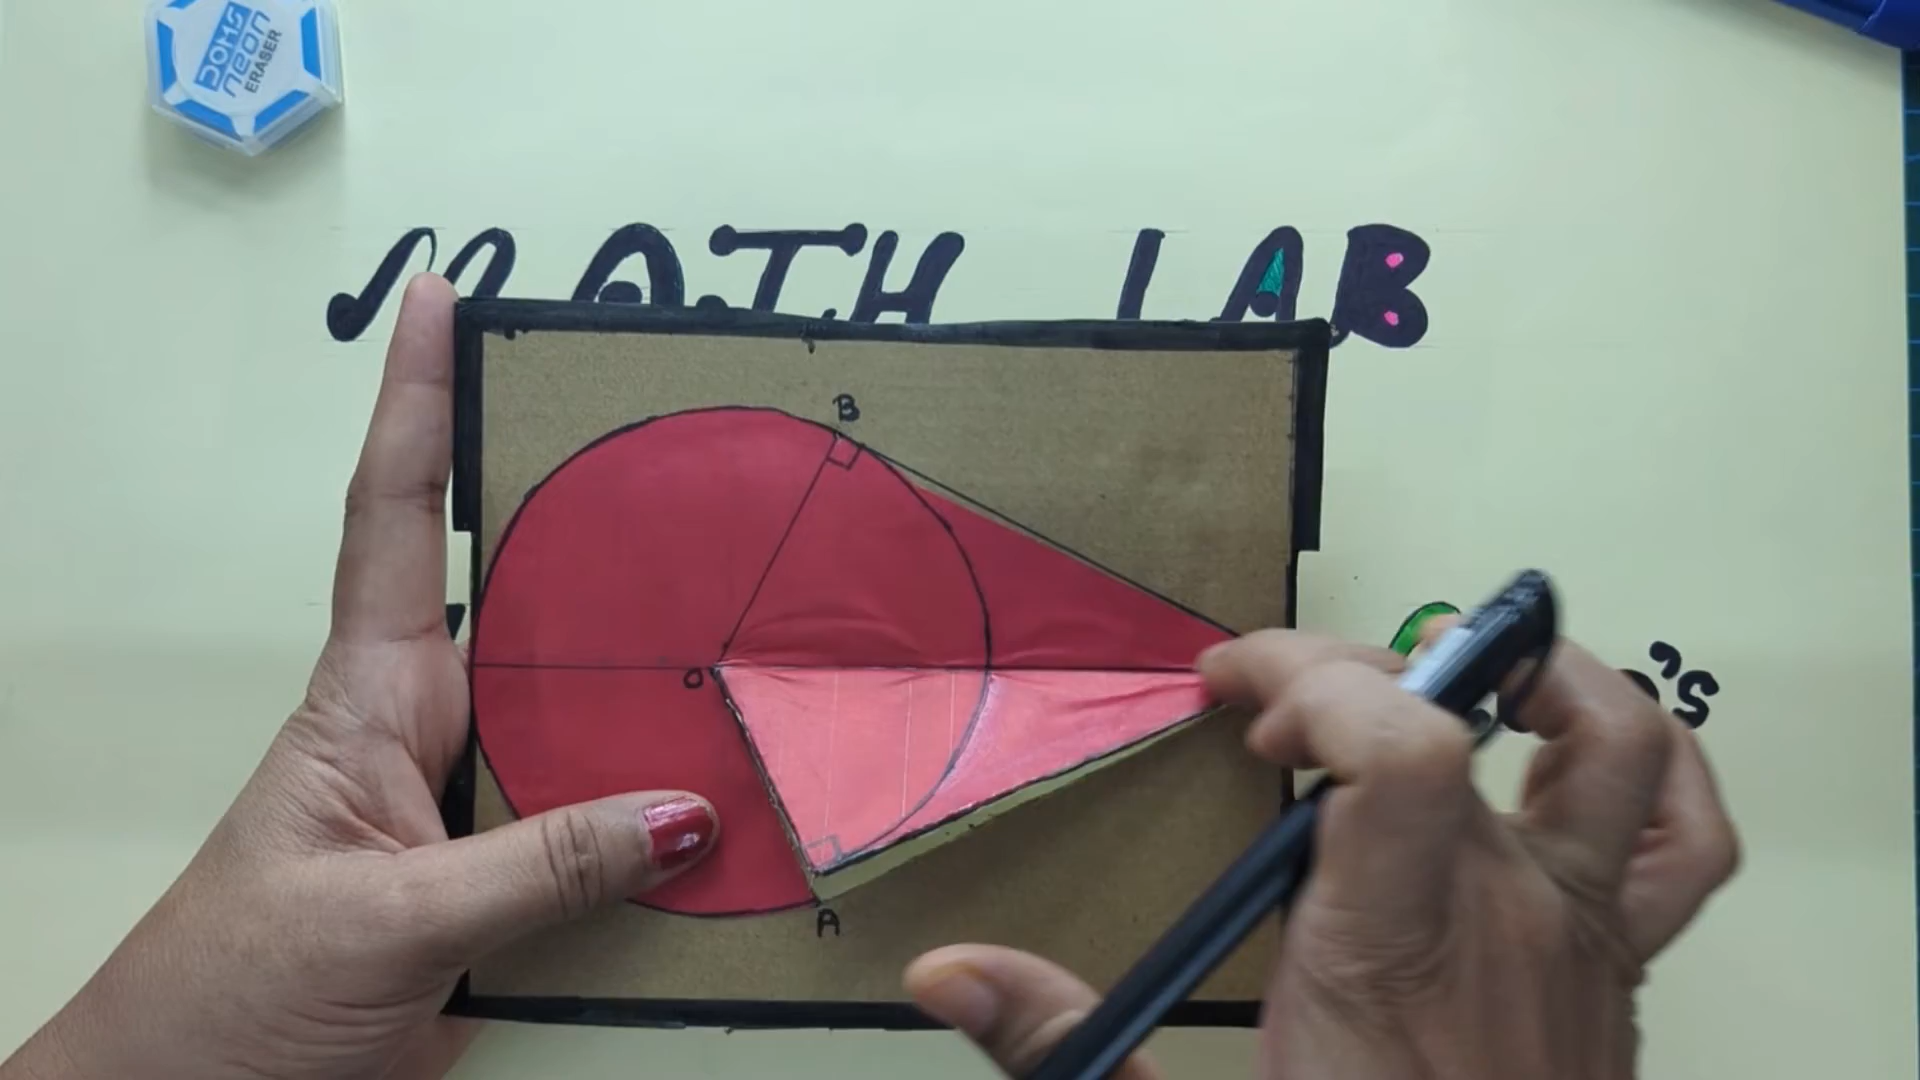 DOMS
neon
ERASER
MATH LAB
B
O
A
's